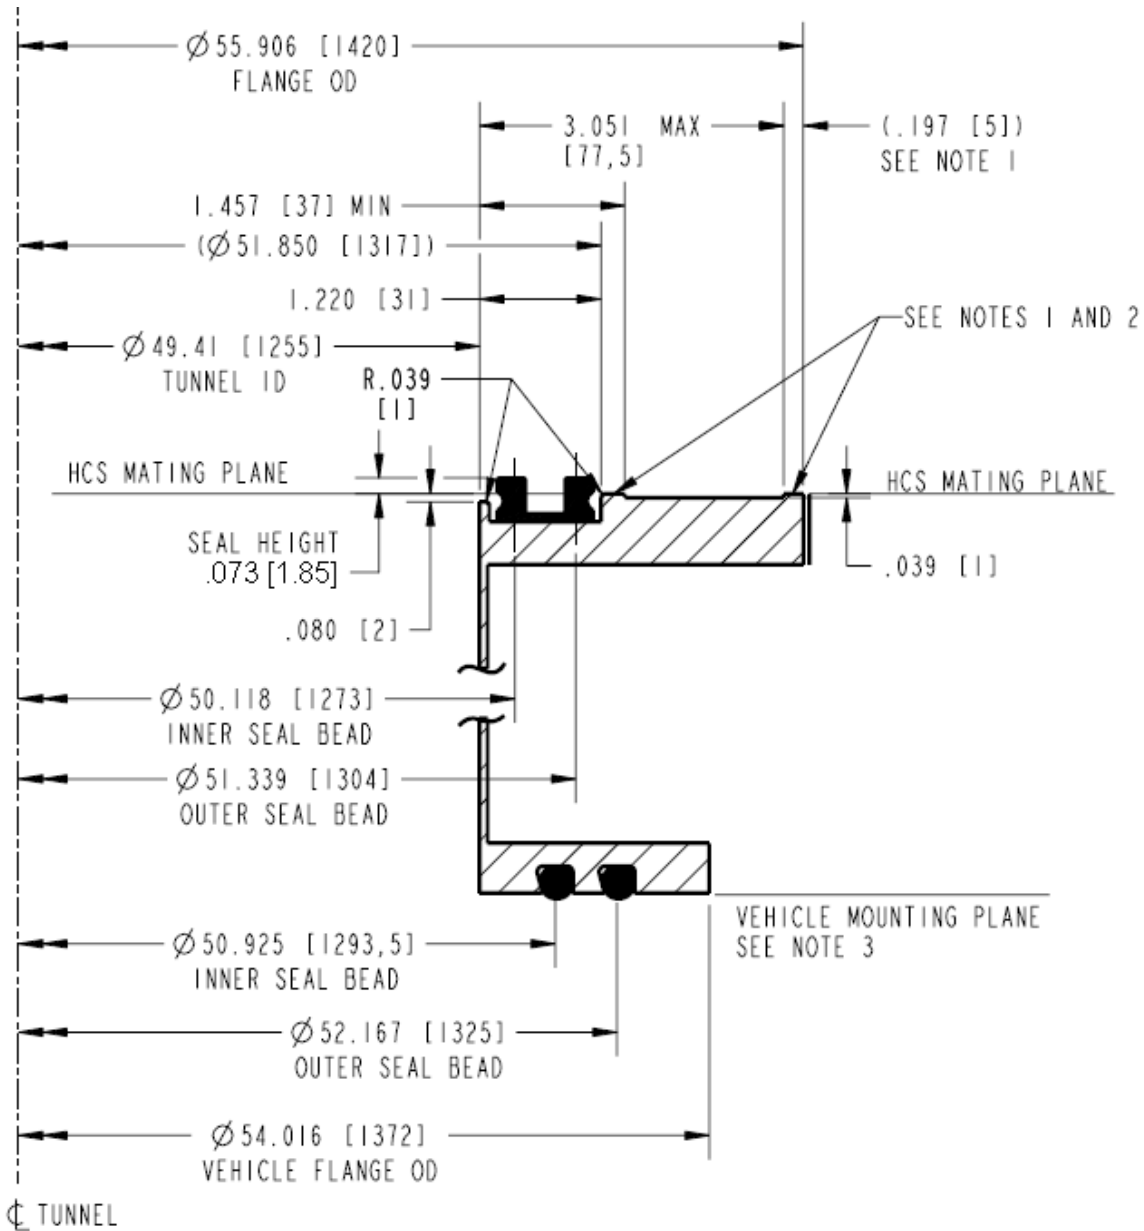 Ø55.906 [1420]
FLANGE OD
3.051 MAX
[77,5]
(.197 [5])
SEE NOTE 1
1.457 [37] MIN
(Ø51.850 [1317])
1.220 [31]
SEE NOTES 1 AND 2
Ø49.41 [1255]
TUNNEL ID
R.039
[1]
HCS MATING PLANE
HCS MATING PLANE
SEAL HEIGHT
.073 [1.85]
.039 [1]
.080 [2]
Ø50.118 [1273]
INNER SEAL BEAD
Ø51.339 [1304]
OUTER SEAL BEAD
VEHICLE MOUNTING PLANE
SEE NOTE 3
Ø50.925 [1293,5]
INNER SEAL BEAD
Ø52.167 [1325]
OUTER SEAL BEAD
Ø54.016 [1372]
VEHICLE FLANGE OD
℄ TUNNEL